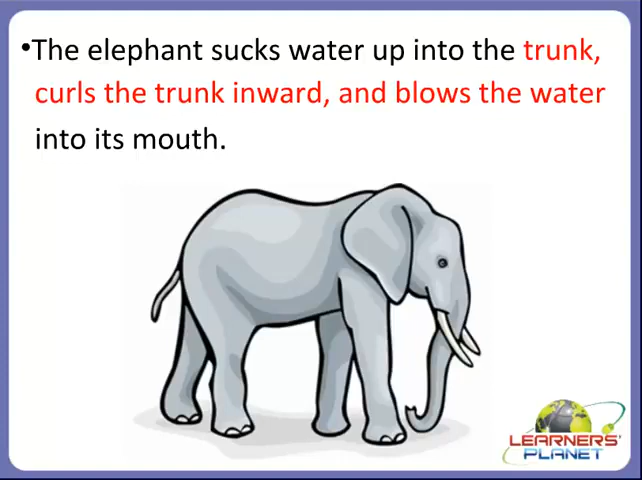 •The elephant sucks water up into the trunk,
curls the trunk inward, and blows the water
into its mouth.
LEARNERS'
PLANET